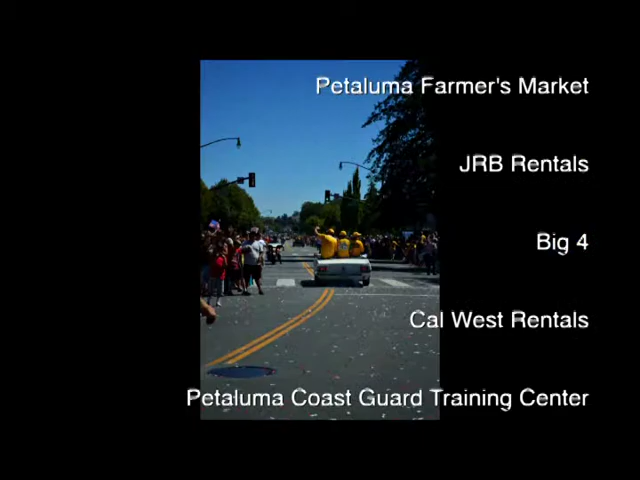 Petaluma Farmer's Market
JRB Rentals
Big 4
Cal West Rentals
Petaluma Coast Guard Training Center